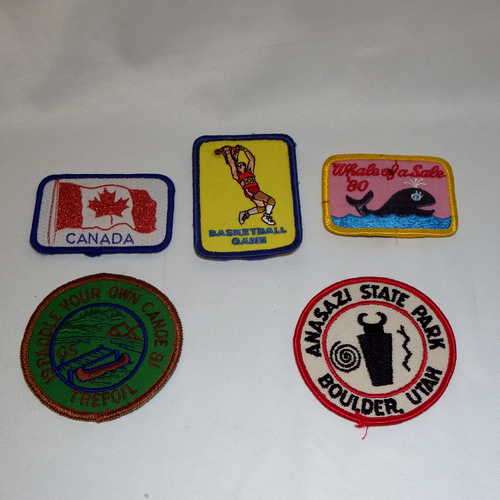 CANADA
BASKETBALL
GAME
Whale of a Sale
'80
PADDLE YOUR OWN CANOE 81
TREFOIL
ANASAZI STATE PARK
BOULDER, UTAH